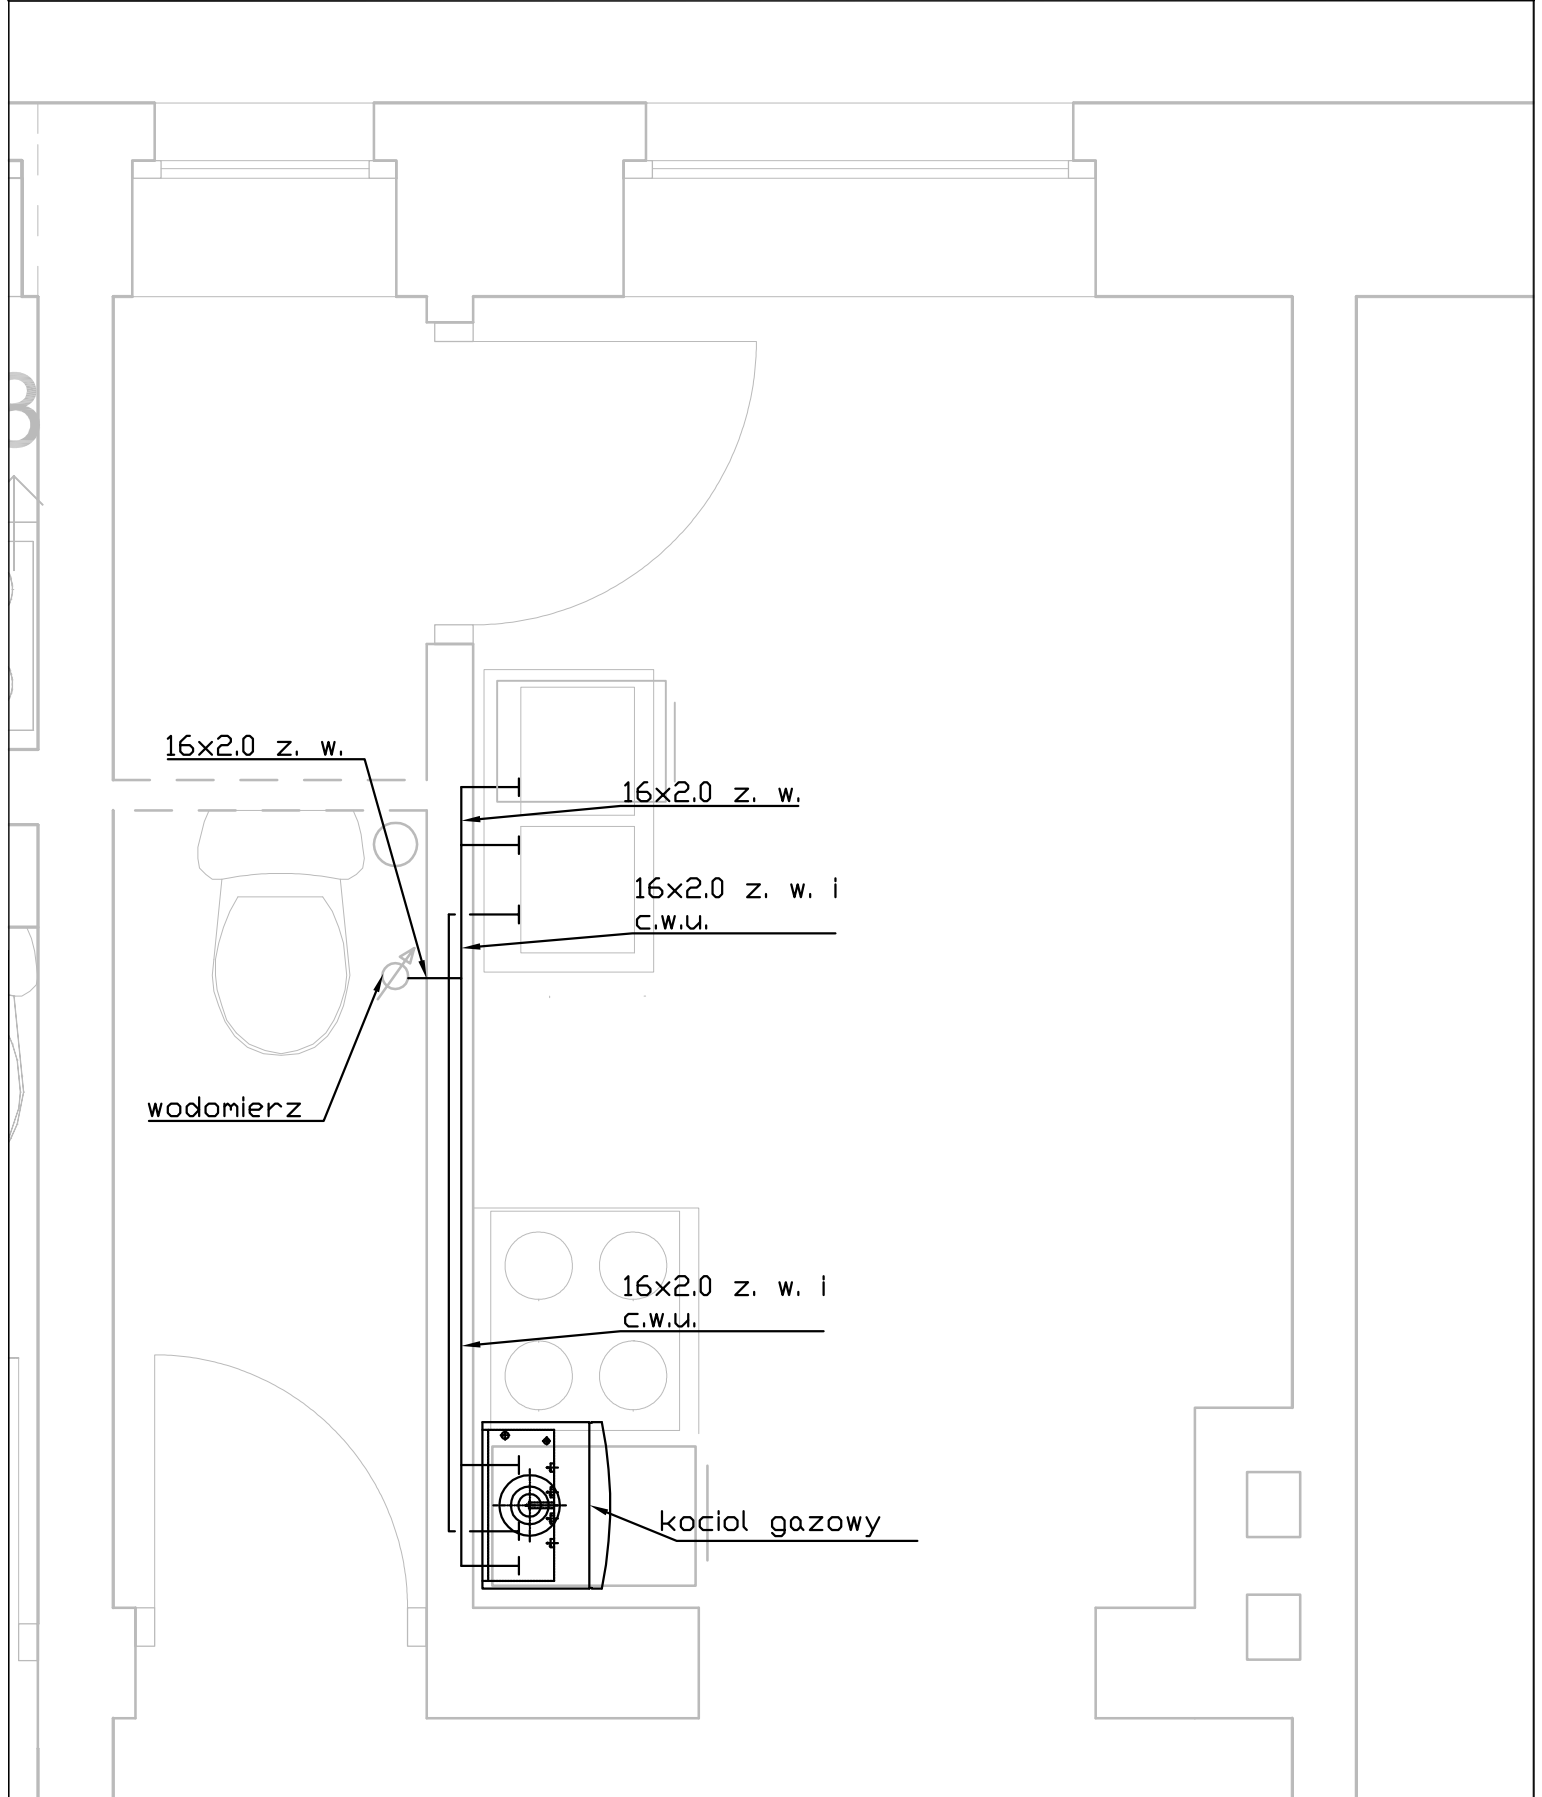 B
16x2.0 z. w.
16x2.0 z. w.
16x2.0 z. w. i
c.w.u.
wodomierz
16x2.0 z. w. i
c.w.u.
kociol gazowy